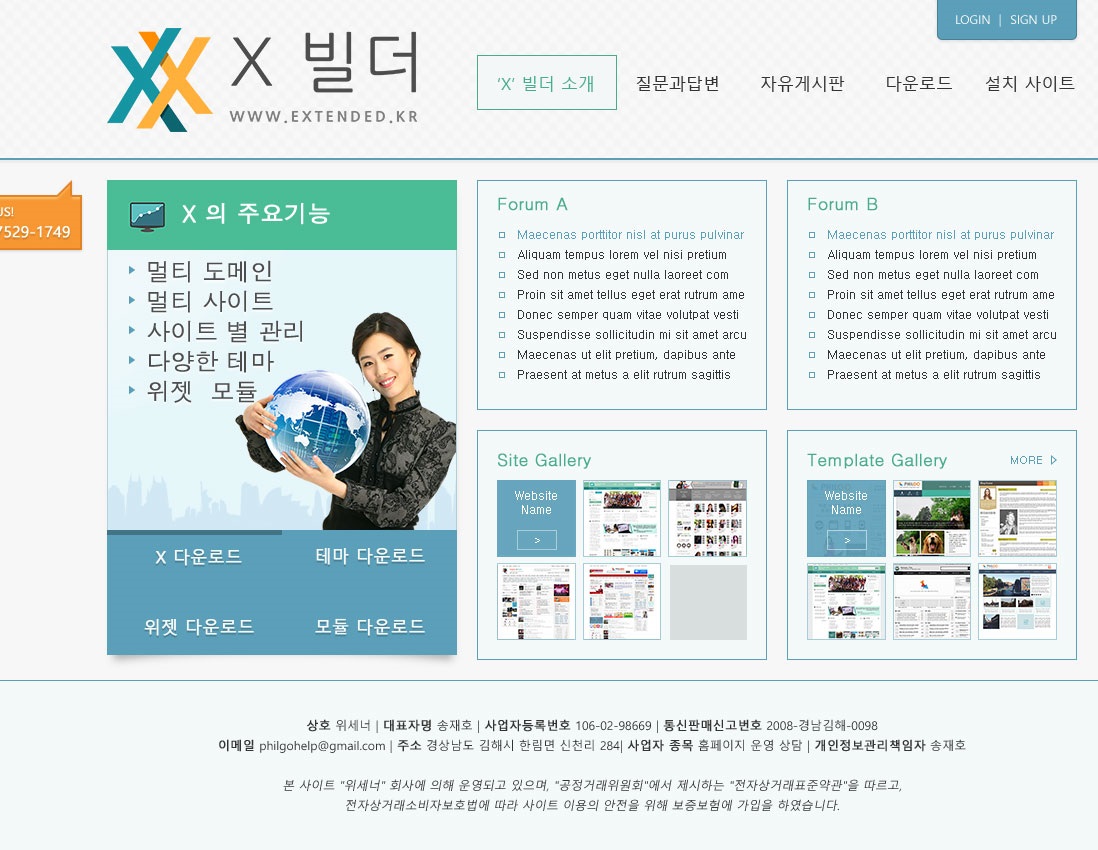 LOGIN | SIGN UP
X 빌더
WWW.EXTENDED.KR
'X' 빌더 소개
질문과답변
자유게시판
다운로드
설치 사이트
US!
7529-1749
X 의 주요기능
멀티 도메인
멀티 사이트
사이트 별 관리
다양한 테마
위젯 모듈
X 다운로드
테마 다운로드
위젯 다운로드
모듈 다운로드
Forum A
Maecenas porttitor nisl at purus pulvinar
Aliquam tempus lorem vel nisi pretium
Sed non metus eget nulla laoreet com
Proin sit amet tellus eget erat rutrum ame
Donec semper quam vitae volutpat vesti
Suspendisse sollicitudin mi sit amet arcu
Maecenas ut elit pretium, dapibus ante
Praesent at metus a elit rutrum sagittis
Forum B
Maecenas porttitor nisl at purus pulvinar
Aliquam tempus lorem vel nisi pretium
Sed non metus eget nulla laoreet com
Proin sit amet tellus eget erat rutrum ame
Donec semper quam vitae volutpat vesti
Suspendisse sollicitudin mi sit amet arcu
Maecenas ut elit pretium, dapibus ante
Praesent at metus a elit rutrum sagittis
Site Gallery
Website
Name
>
Template Gallery
MORE
Website
Name
>
상호 위세너 | 대표자명 송재호 | 사업자등록번호 106-02-98669 | 통신판매신고번호 2008-경남김해-0098
이메일 philgohelp@gmail.com | 주소 경상남도 김해시 한림면 신천리 284| 사업자 종목 홈페이지 운영 상담 | 개인정보관리책임자 송재호
본 사이트 "위세너" 회사에 의해 운영되고 있으며, "공정거래위원회"에서 제시하는 "전자상거래표준약관"을 따르고,
전자상거래소비자보호법에 따라 사이트 이용의 안전을 위해 보증보험에 가입을 하였습니다.